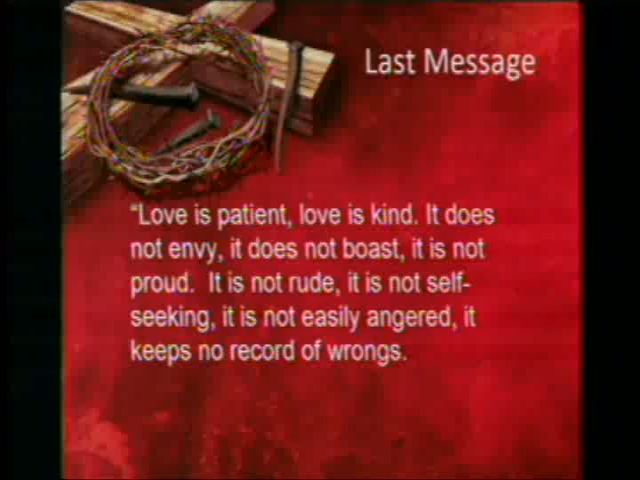 Last Message
“Love is patient, love is kind. It does
not envy, it does not boast, it is not
proud.  It is not rude, it is not self-
seeking, it is not easily angered, it
keeps no record of wrongs.